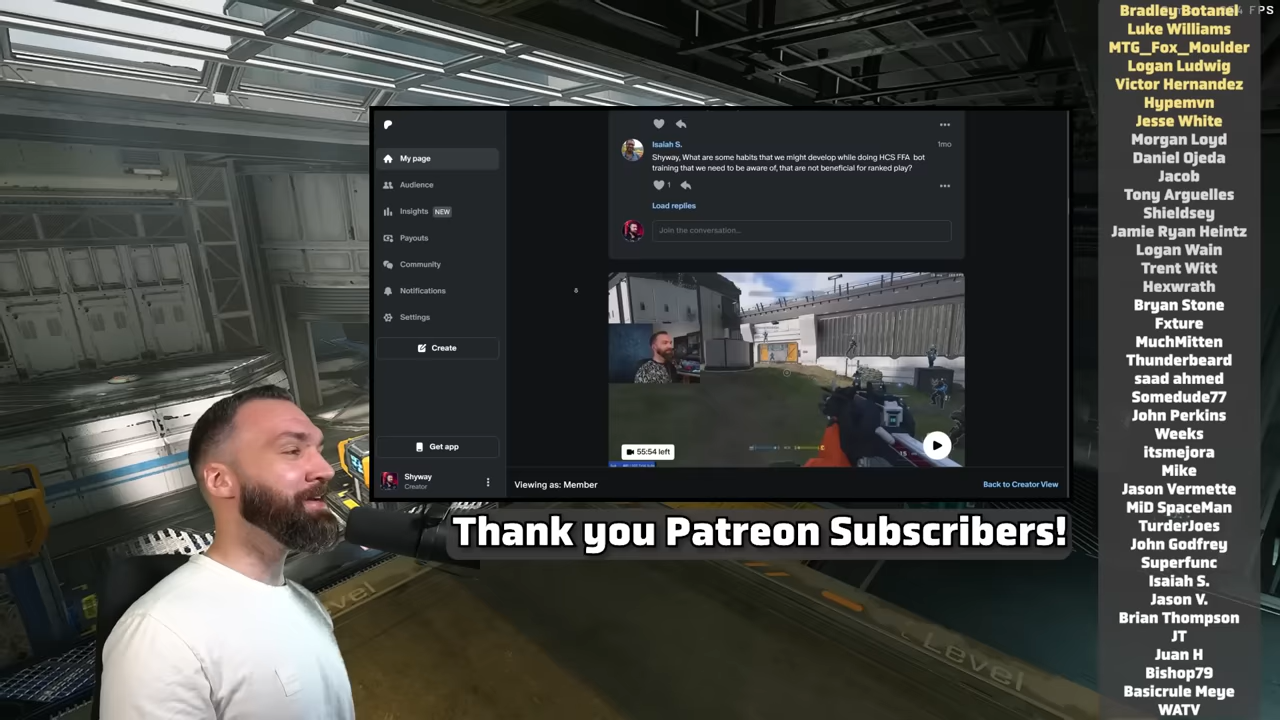 My page
Audience
Insights NEW
Payouts
Community
Notifications
Settings
Create
Get app
Shyway
Creator
Isaiah S.
1mo
Shyway, What are some habits that we might develop while doing HCS FFA bot
training that we need to be aware of, that are not beneficial for ranked play?
1
Load replies
Join the conversation...
55:54 left
15
Viewing as: Member
Back to Creator View
Thank you Patreon Subscribers!
Level
FPS
Bradley Botanel
Luke Williams
MTG_Fox_Moulder
Logan Ludwig
Victor Hernandez
Hypemvn
Jesse White
Morgan Loyd
Daniel Ojeda
Jacob
Tony Arguelles
Shieldsey
Jamie Ryan Heintz
Logan Wain
Trent Witt
Hexwrath
Bryan Stone
Fxture
MuchMitten
Thunderbeard
saad ahmed
Somedude77
John Perkins
Weeks
itsmejora
Mike
Jason Vermette
MiD SpaceMan
TurderJoes
John Godfrey
Superfunc
Isaiah S.
Jason V.
Brian Thompson
JT
Juan H
Bishop79
Basicrule Meye
WATV